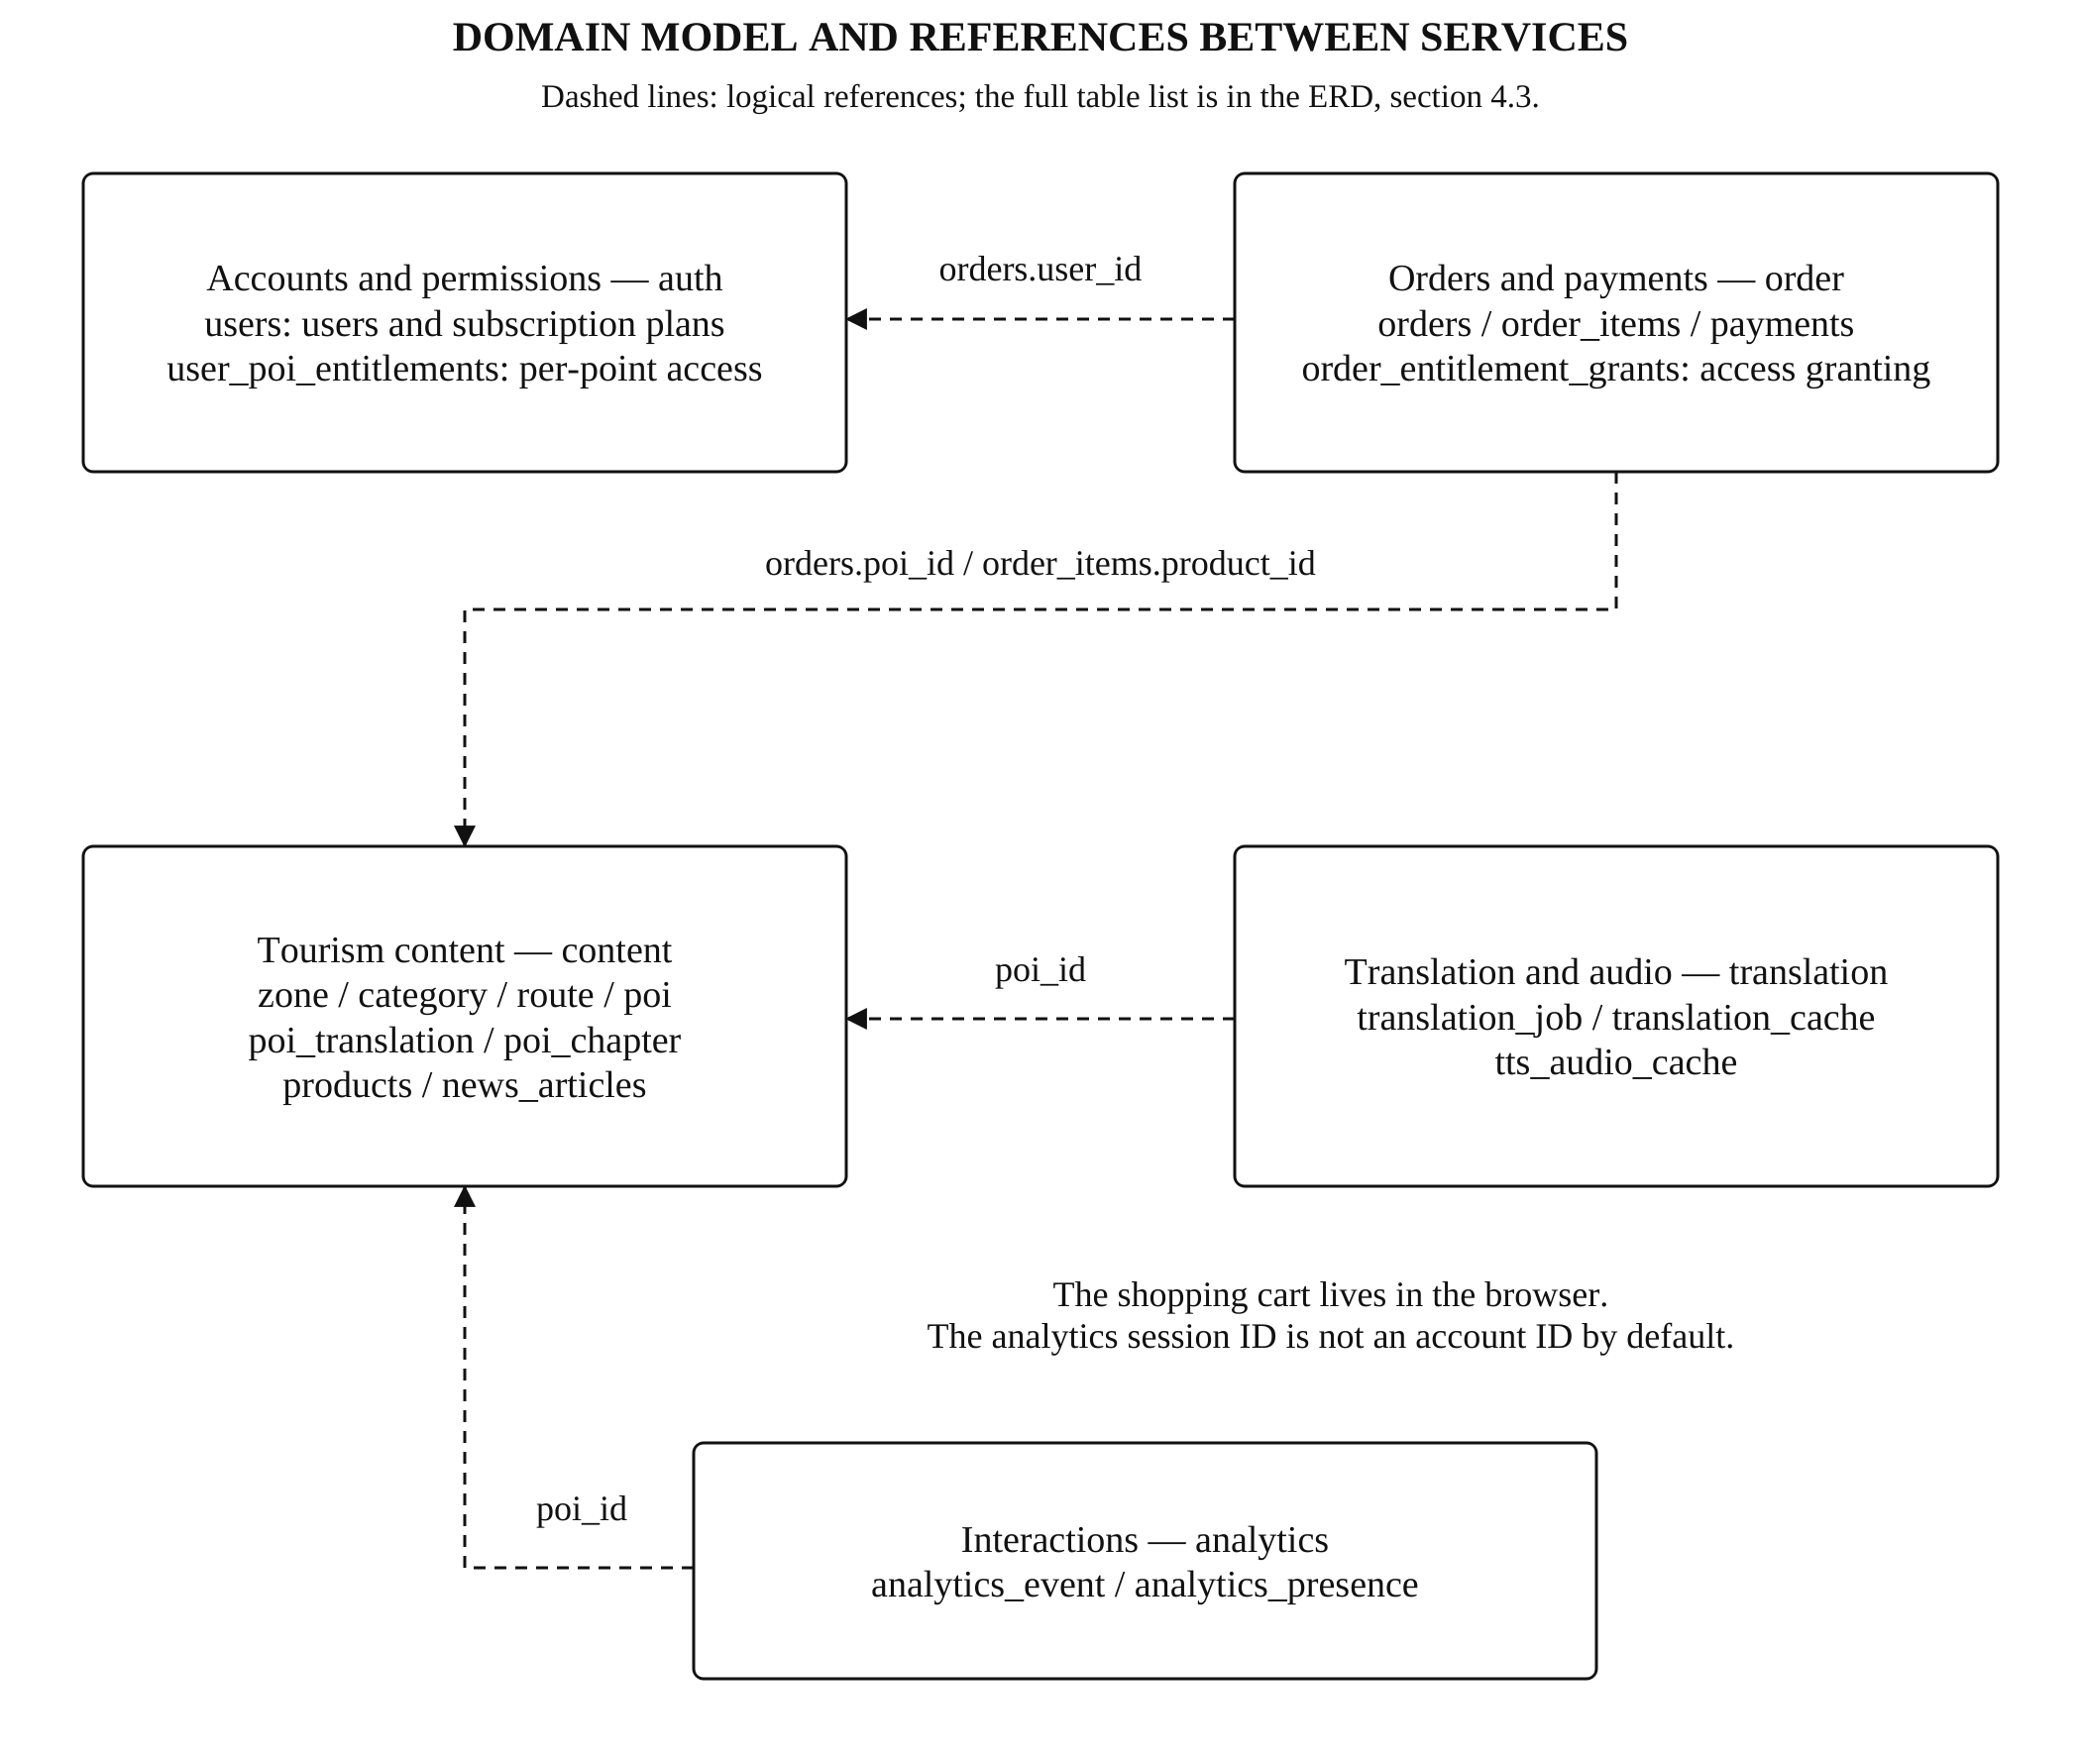 DOMAIN MODEL AND REFERENCES BETWEEN SERVICES
Dashed lines: logical references; the full table list is in the ERD, section 4.3.
Accounts and permissions — auth
users: users and subscription plans
user_poi_entitlements: per-point access
orders.user_id
Orders and payments — order
orders / order_items / payments
order_entitlement_grants: access granting
orders.poi_id / order_items.product_id
Tourism content — content
zone / category / route / poi
poi_translation / poi_chapter
products / news_articles
poi_id
Translation and audio — translation
translation_job / translation_cache
tts_audio_cache
The shopping cart lives in the browser.
The analytics session ID is not an account ID by default.
poi_id
Interactions — analytics
analytics_event / analytics_presence